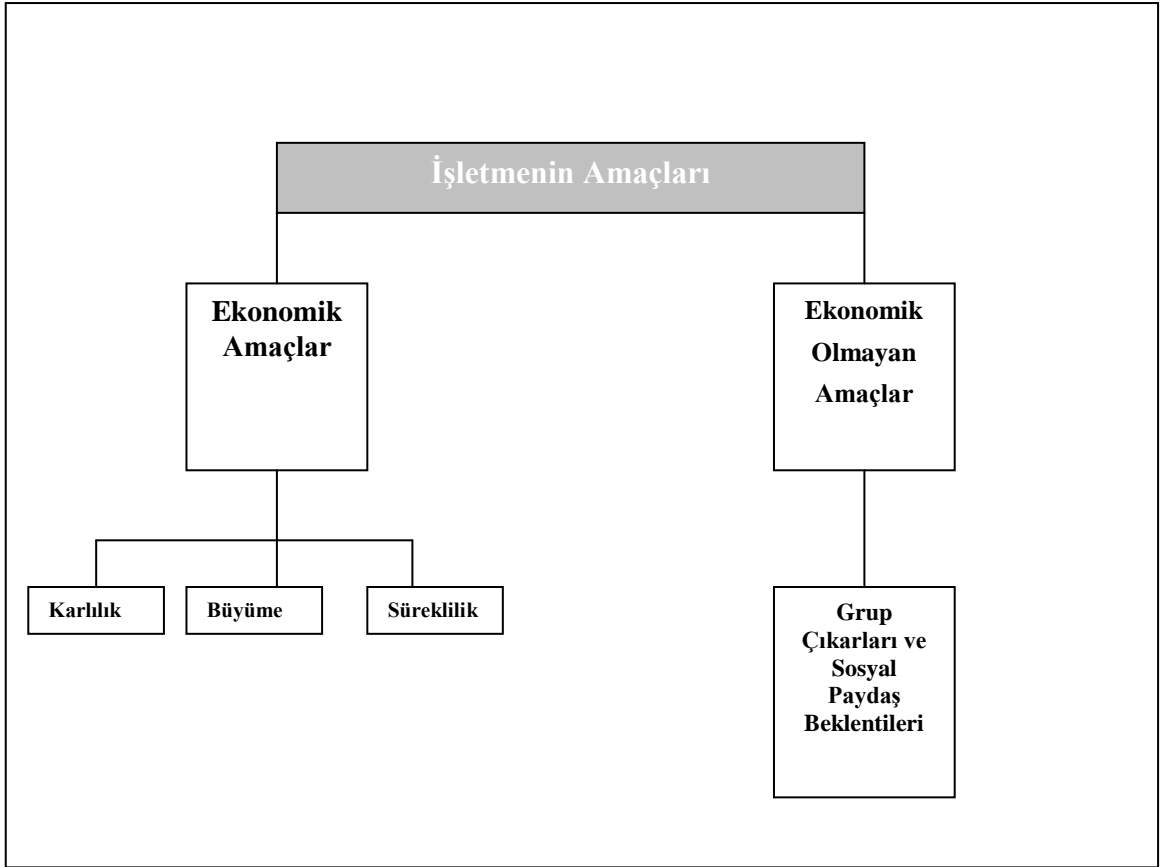 İşletmenin Amaçları
Ekonomik
Amaçlar
Ekonomik
Olmayan
Amaçlar
Karlılık
Büyüme
Süreklilik
Grup
Çıkarları ve
Sosyal
Paydaş
Beklentileri